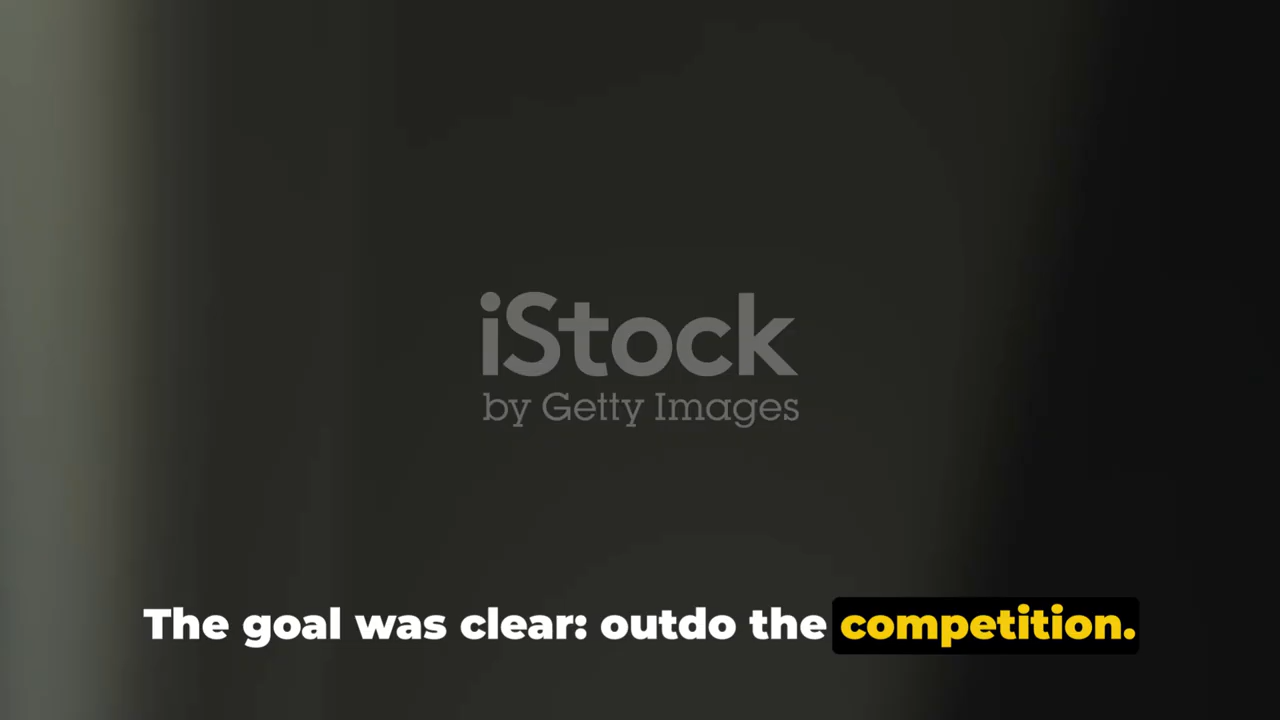 iStock
by Getty Images
The goal was clear: outdo the competition.